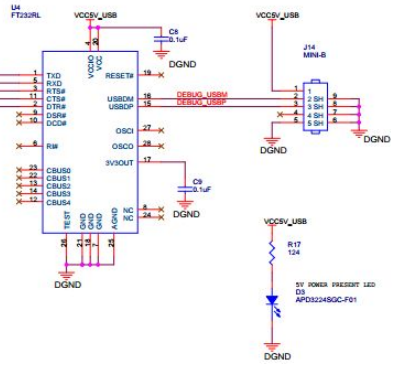 U4
FT232RL
VCC5V_USB
C8
0.1uF
DGND
4
20
VCCIO
VCC
1 TXD
5 RXD
3 RTS#
11 CTS#
2 DTR#
9 DSR#
10 DCD#
6 RI#
23 CBUS0
22 CBUS1
13 CBUS2
14 CBUS3
12 CBUS4
RESET# 19
USBDM 16 DEBUG_USBM
USBDP 15 DEBUG_USBP
OSCI 27
OSCO 28
3V3OUT 17
C9
0.1uF
DGND
NC 8
NC 24
TEST
GND
GND
GND
AGND
26
21
18
7
25
DGND
VCC5V_USB
J14
MINI-B
1 1
2 2 SH 9
3 3 SH 8
4 4 SH 7
5 5 SH 6
DGND
DGND
VCC5V_USB
R17
124
5V POWER PRESENT LED
D3
APD3224SGC-F01
DGND